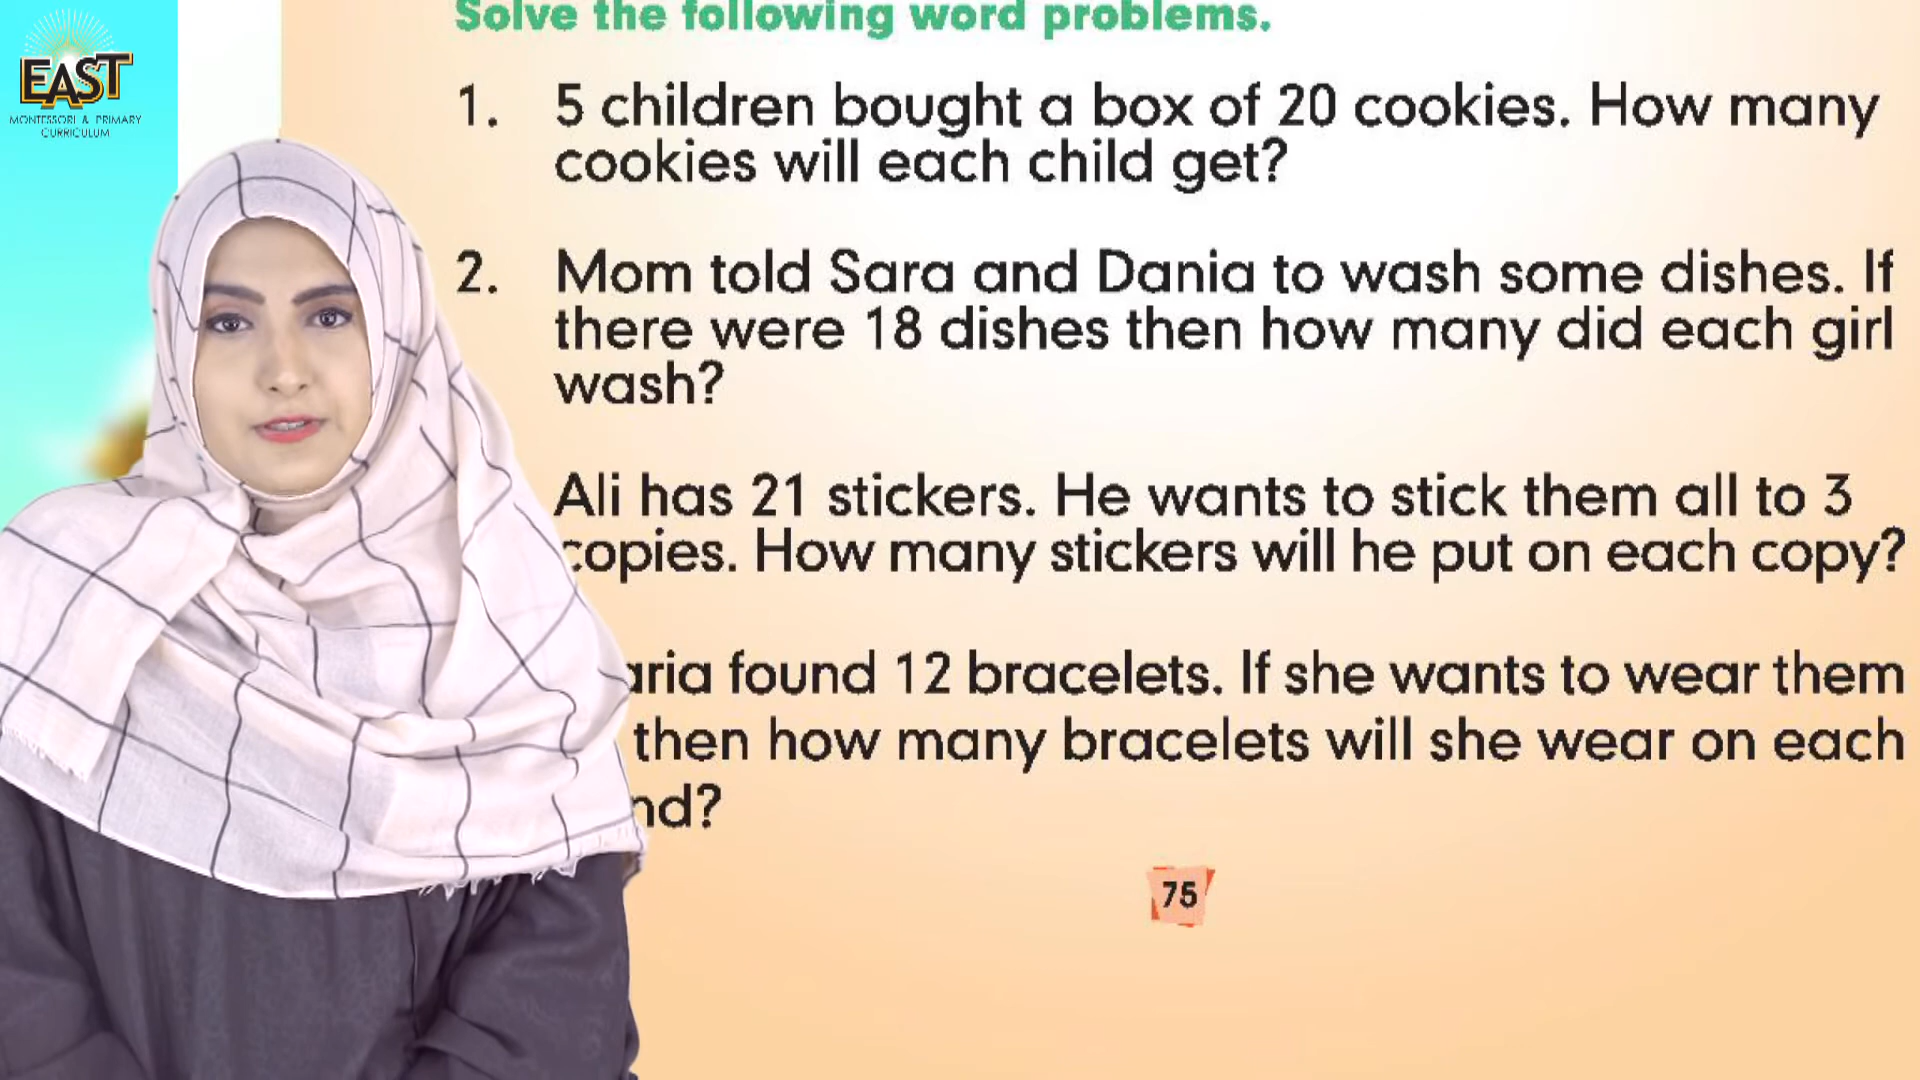 EAST
MONTESSORI & PRIMARY
CURRICULUM
Solve the following word problems.
1. 5 children bought a box of 20 cookies. How many
cookies will each child get?
2. Mom told Sara and Dania to wash some dishes. If
there were 18 dishes then how many did each girl
wash?
Ali has 21 stickers. He wants to stick them all to 3
copies. How many stickers will he put on each copy?
found 12 bracelets. If she wants to wear them
then how many bracelets will she wear on each
75